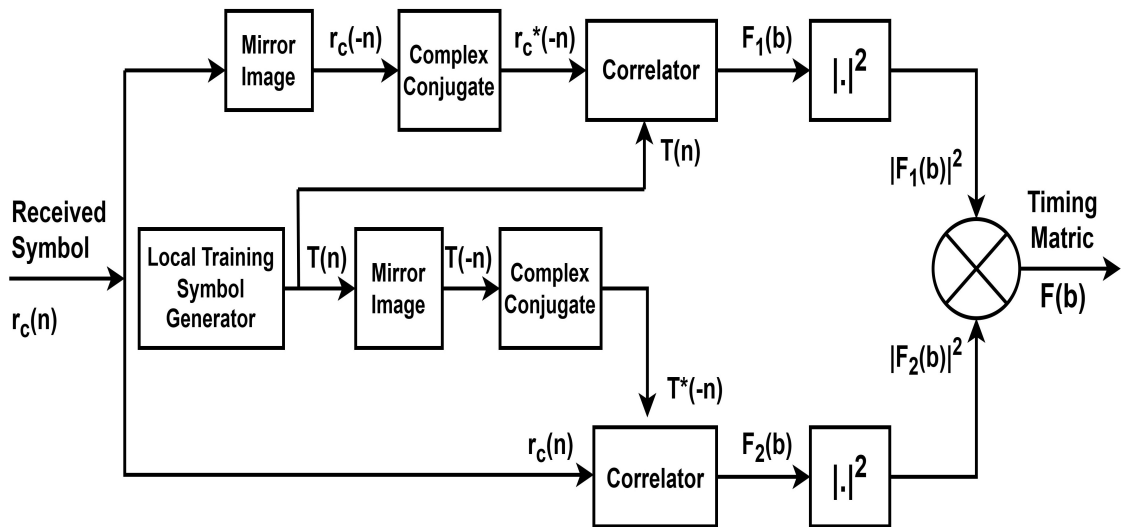 Mirror
Image
r_c(-n)
Complex
Conjugate
r_c*(-n)
Correlator
F_1(b)
|.|^2
T(n)
|F_1(b)|^2
Received
Symbol
r_c(n)
Local Training
Symbol
Generator
T(n)
Mirror
Image
T(-n)
Complex
Conjugate
T*(-n)
Timing
Matric
F(b)
|F_2(b)|^2
r_c(n)
Correlator
F_2(b)
|.|^2